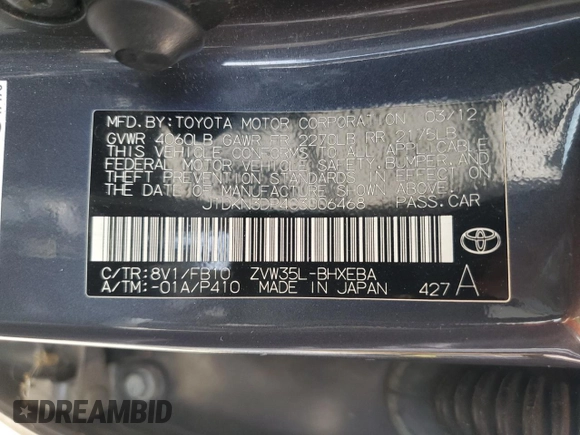 MFD. BY: TOYOTA MOTOR CORPORATION 03/12
GVWR 4060LB GAWR FR 2270LB RR 2175LB
THIS VEHICLE CONFORMS TO ALL APPLICABLE
FEDERAL MOTOR VEHICLE SAFETY, BUMPER, AND
THEFT PREVENTION STANDARDS IN EFFECT ON
THE DATE OF MANUFACTURE SHOWN ABOVE.
PASS. CAR
C/TR: 8V1/FB10 ZVW35L-BHXEBA
A/TM: -01A/P410 MADE IN JAPAN 427 A
TOYOTA
DREAMBID